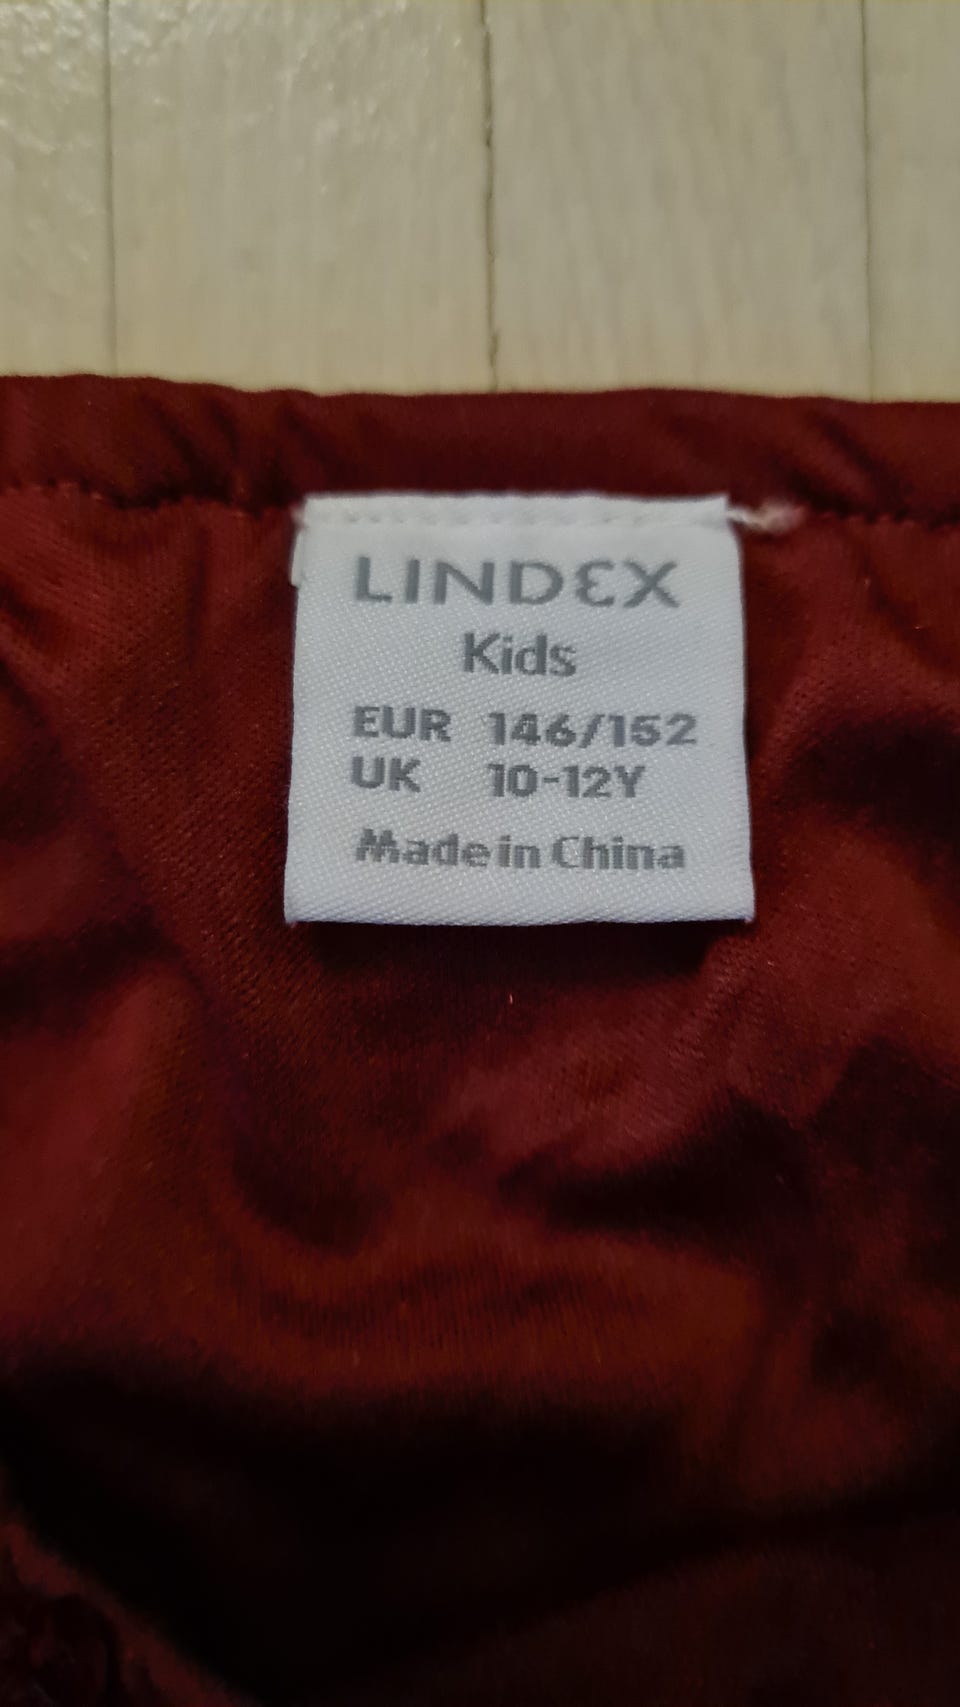 LINDEX
Kids
EUR 146/152
UK 10-12Y
Made in China